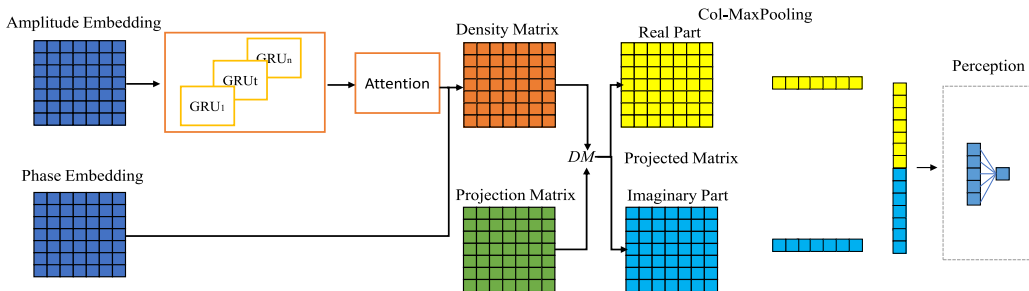 Amplitude Embedding
GRU1
GRUt
GRUn
Attention
Density Matrix
Col-MaxPooling
Real Part
Perception
DM
Projected Matrix
Phase Embedding
Projection Matrix
Imaginary Part